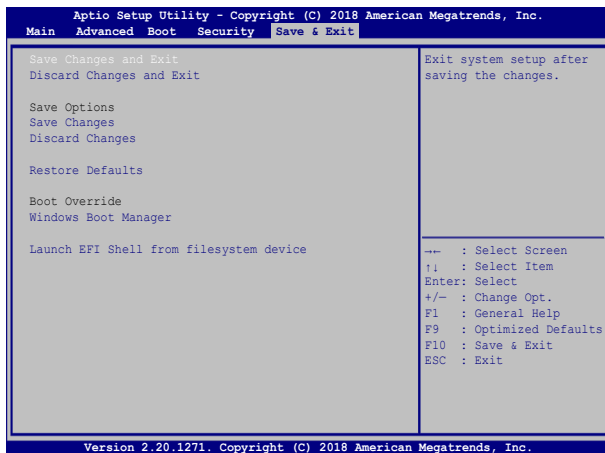 Aptio Setup Utility - Copyright (C) 2018 American Megatrends, Inc.
Main Advanced Boot Security Save & Exit
Save Changes and Exit
Discard Changes and Exit
Save Options
Save Changes
Discard Changes
Restore Defaults
Boot Override
Windows Boot Manager
Launch EFI Shell from filesystem device
Exit system setup after
saving the changes.
→← : Select Screen
↑↓ : Select Item
Enter: Select
+/— : Change Opt.
F1 : General Help
F9 : Optimized Defaults
F10 : Save & Exit
ESC : Exit
Version 2.20.1271. Copyright (C) 2018 American Megatrends, Inc.